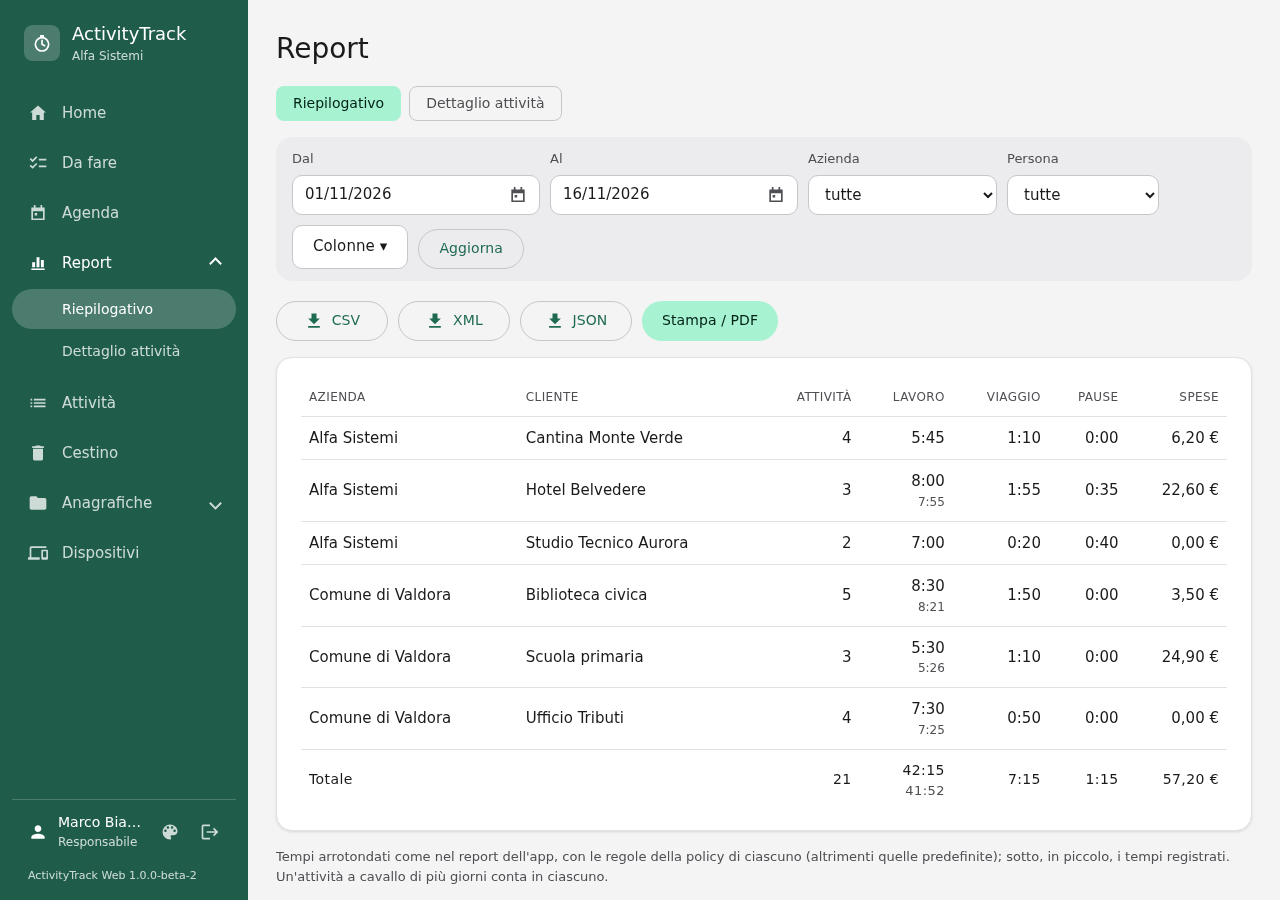 ActivityTrack
Alfa Sistemi
Home
Da fare
Agenda
Report
Riepilogativo
Dettaglio attività
Attività
Cestino
Anagrafiche
Dispositivi
Marco Bia...
Responsabile
ActivityTrack Web 1.0.0-beta-2
Report
Riepilogativo Dettaglio attività
Dal Al Azienda Persona
01/11/2026 16/11/2026 tutte tutte
Colonne ▾ Aggiorna
CSV XML JSON Stampa / PDF
AZIENDA CLIENTE ATTIVITÀ LAVORO VIAGGIO PAUSE SPESE
Alfa Sistemi Cantina Monte Verde 4 5:45 1:10 0:00 6,20 €
Alfa Sistemi Hotel Belvedere 3 8:00 1:55 0:35 22,60 €
7:55
Alfa Sistemi Studio Tecnico Aurora 2 7:00 0:20 0:40 0,00 €
Comune di Valdora Biblioteca civica 5 8:30 1:50 0:00 3,50 €
8:21
Comune di Valdora Scuola primaria 3 5:30 1:10 0:00 24,90 €
5:26
Comune di Valdora Ufficio Tributi 4 7:30 0:50 0:00 0,00 €
7:25
Totale 21 42:15 7:15 1:15 57,20 €
41:52
Tempi arrotondati come nel report dell'app, con le regole della policy di ciascuno (altrimenti quelle predefinite); sotto, in piccolo, i tempi registrati.
Un'attività a cavallo di più giorni conta in ciascuno.